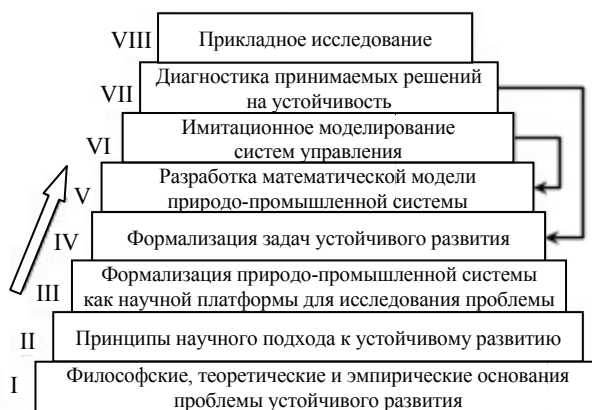 VIII Прикладное исследование
VII Диагностика принимаемых решений
на устойчивость
VI Имитационное моделирование
систем управления
V Разработка математической модели
природо-промышленной системы
IV Формализация задач устойчивого развития
III Формализация природо-промышленной системы
как научной платформы для исследования проблемы
II Принципы научного подхода к устойчивому развитию
I Философские, теоретические и эмпирические основания
проблемы устойчивого развития